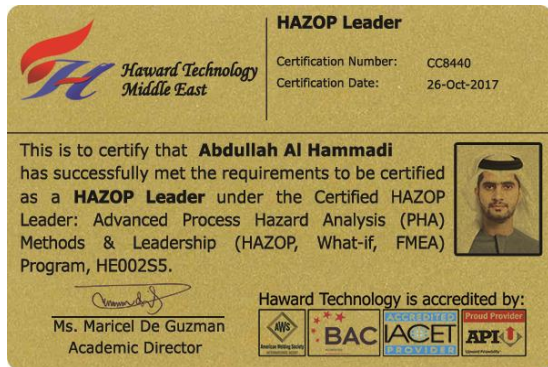 HAZOP Leader
Haward Technology
Middle East
Certification Number: CC8440
Certification Date: 26-Oct-2017
This is to certify that Abdullah Al Hammadi
has successfully met the requirements to be certified
as a HAZOP Leader under the Certified HAZOP
Leader: Advanced Process Hazard Analysis (PHA)
Methods & Leadership (HAZOP, What-if, FMEA)
Program, HE002S5.
Ms. Maricel De Guzman
Academic Director
Haward Technology is accredited by:
AWS
American Welding Society
BAC
ACCREDITED
IACET
PROVIDER
Proud Provider
API